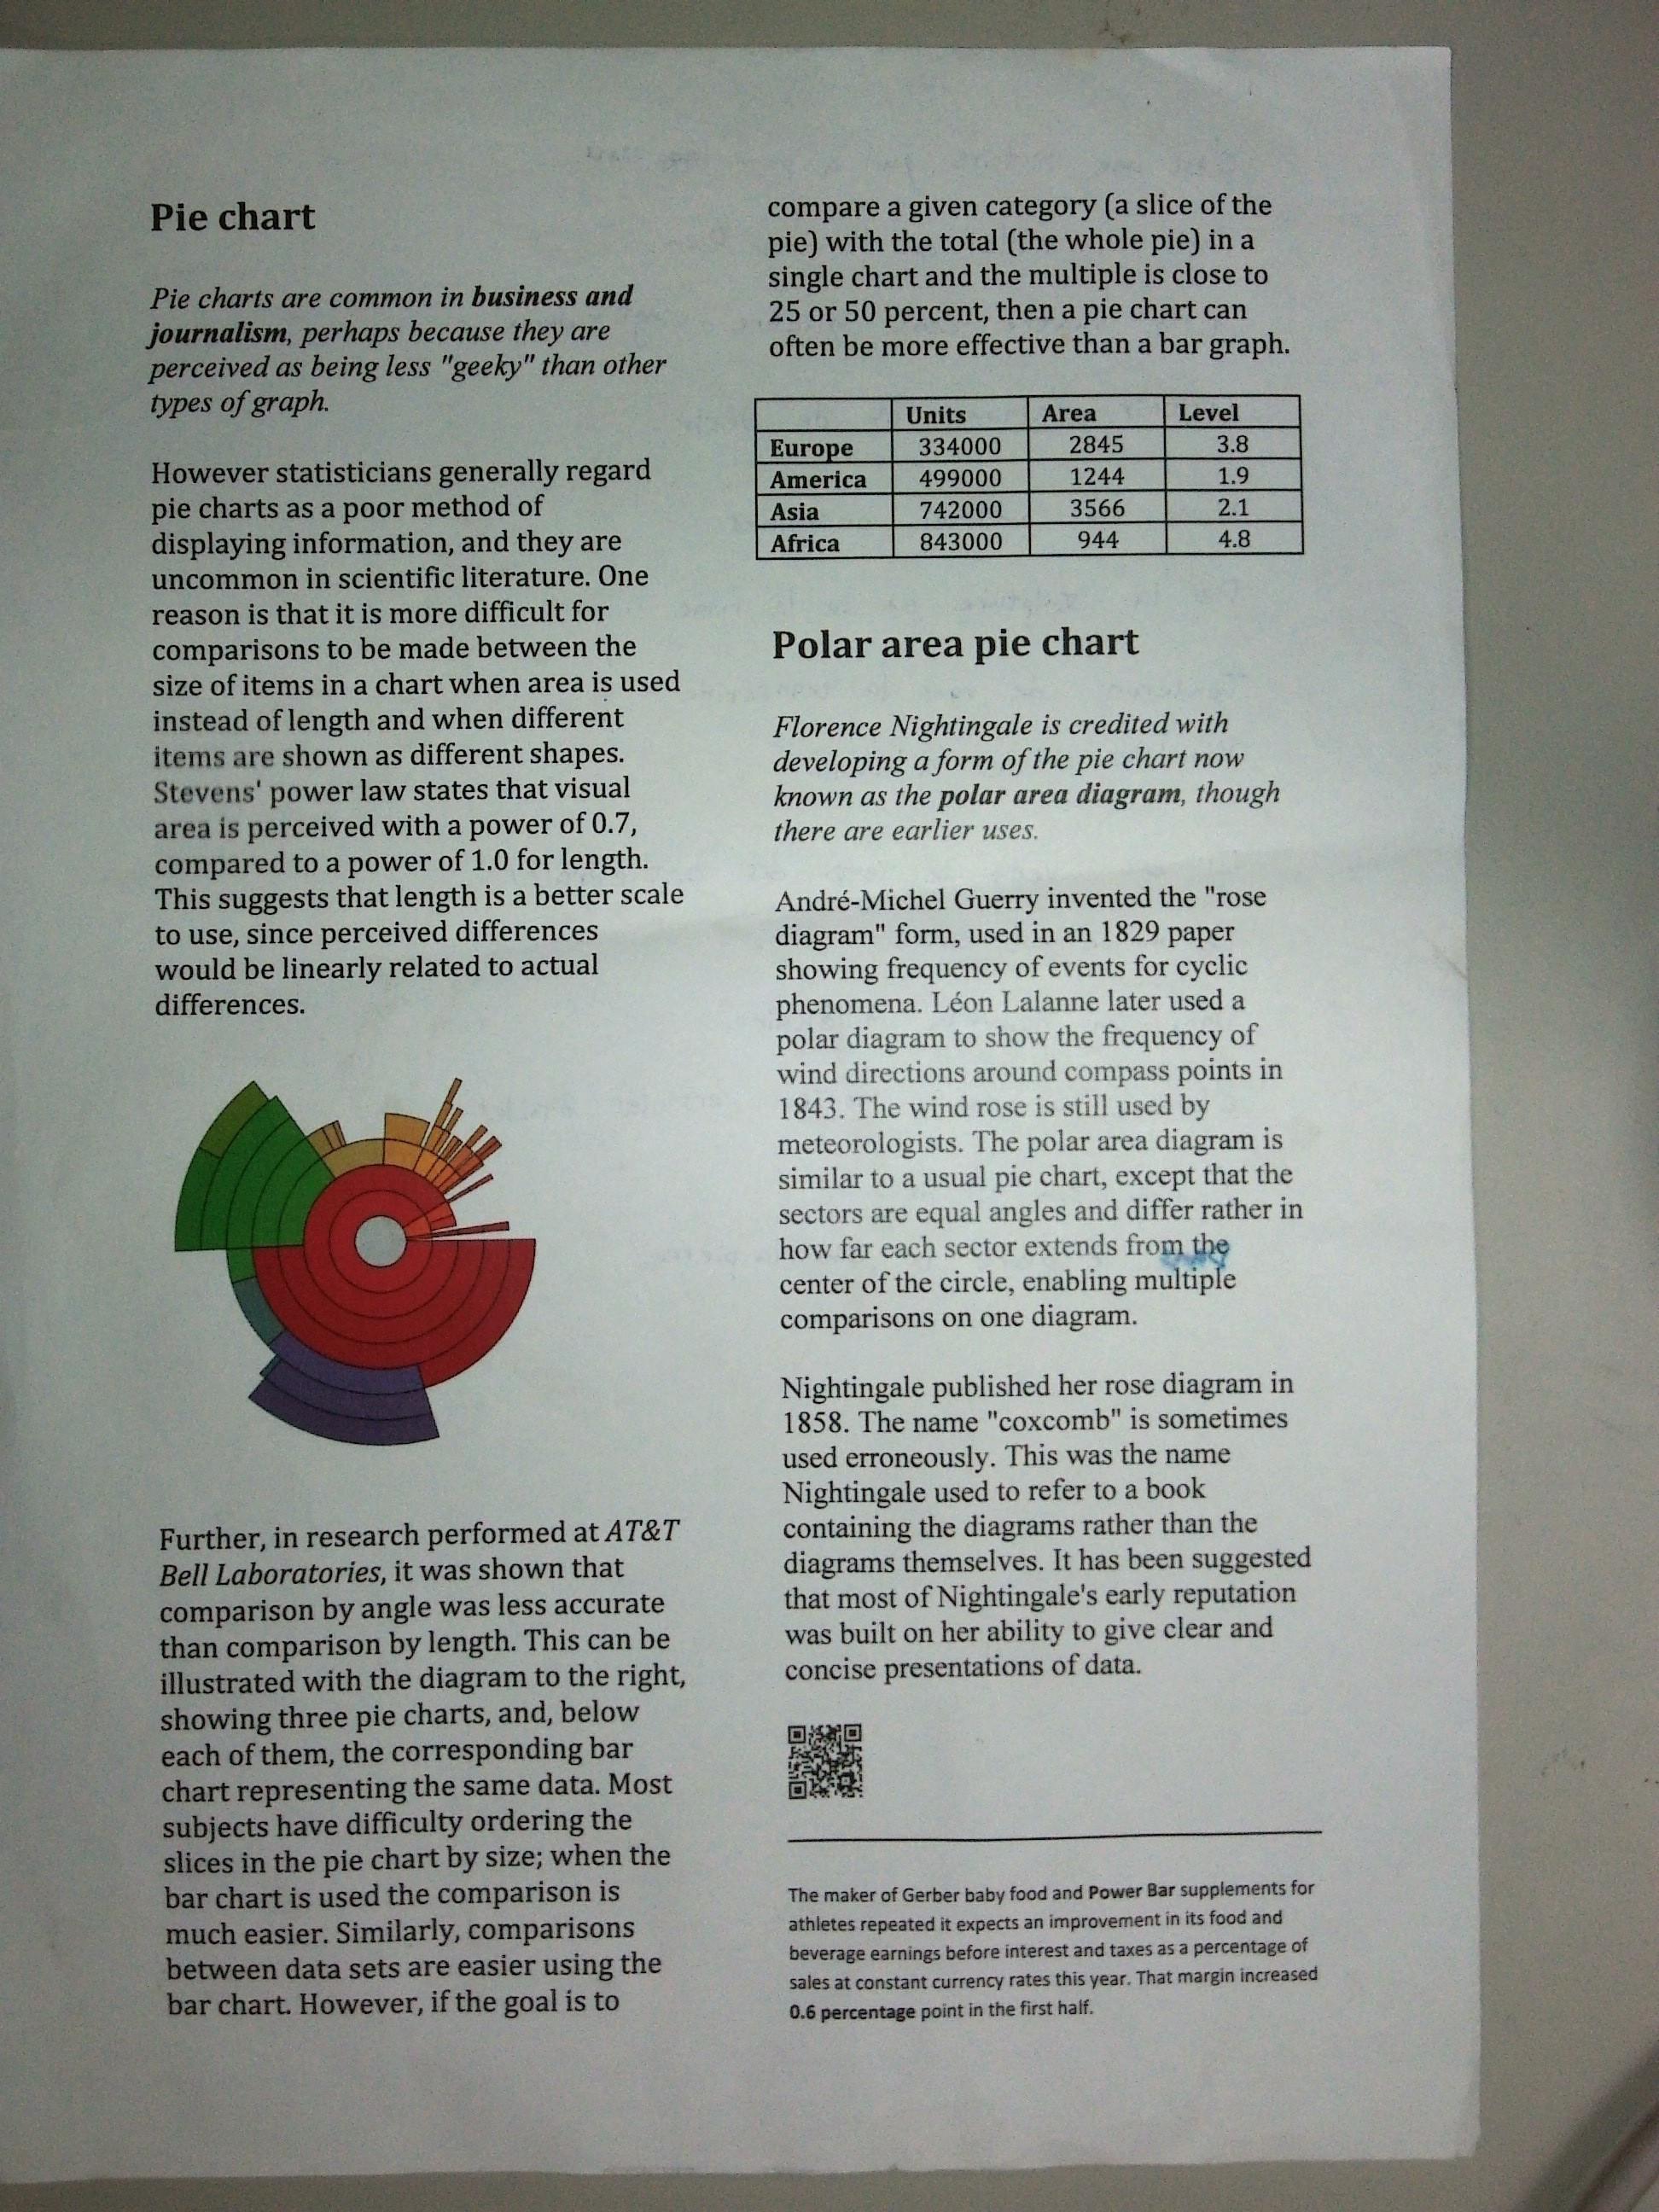 Pie chart
Pie charts are common in business and
journalism, perhaps because they are
perceived as being less "geeky" than other
types of graph.
However statisticians generally regard
pie charts as a poor method of
displaying information, and they are
uncommon in scientific literature. One
reason is that it is more difficult for
comparisons to be made between the
size of items in a chart when area is used
instead of length and when different
items are shown as different shapes.
Stevens' power law states that visual
area is perceived with a power of 0.7,
compared to a power of 1.0 for length.
This suggests that length is a better scale
to use, since perceived differences
would be linearly related to actual
differences.
Further, in research performed at AT&T
Bell Laboratories, it was shown that
comparison by angle was less accurate
than comparison by length. This can be
illustrated with the diagram to the right,
showing three pie charts, and, below
each of them, the corresponding bar
chart representing the same data. Most
subjects have difficulty ordering the
slices in the pie chart by size; when the
bar chart is used the comparison is
much easier. Similarly, comparisons
between data sets are easier using the
bar chart. However, if the goal is to
compare a given category (a slice of the
pie) with the total (the whole pie) in a
single chart and the multiple is close to
25 or 50 percent, then a pie chart can
often be more effective than a bar graph.
Units Area Level
Europe 334000 2845 3.8
America 499000 1244 1.9
Asia 742000 3566 2.1
Africa 843000 944 4.8
Polar area pie chart
Florence Nightingale is credited with
developing a form of the pie chart now
known as the polar area diagram, though
there are earlier uses.
André-Michel Guerry invented the "rose
diagram" form, used in an 1829 paper
showing frequency of events for cyclic
phenomena. Léon Lalanne later used a
polar diagram to show the frequency of
wind directions around compass points in
1843. The wind rose is still used by
meteorologists. The polar area diagram is
similar to a usual pie chart, except that the
sectors are equal angles and differ rather in
how far each sector extends from the
center of the circle, enabling multiple
comparisons on one diagram.
Nightingale published her rose diagram in
1858. The name "coxcomb" is sometimes
used erroneously. This was the name
Nightingale used to refer to a book
containing the diagrams rather than the
diagrams themselves. It has been suggested
that most of Nightingale's early reputation
was built on her ability to give clear and
concise presentations of data.
The maker of Gerber baby food and Power Bar supplements for
athletes repeated it expects an improvement in its food and
beverage earnings before interest and taxes as a percentage of
sales at constant currency rates this year. That margin increased
0.6 percentage point in the first half.